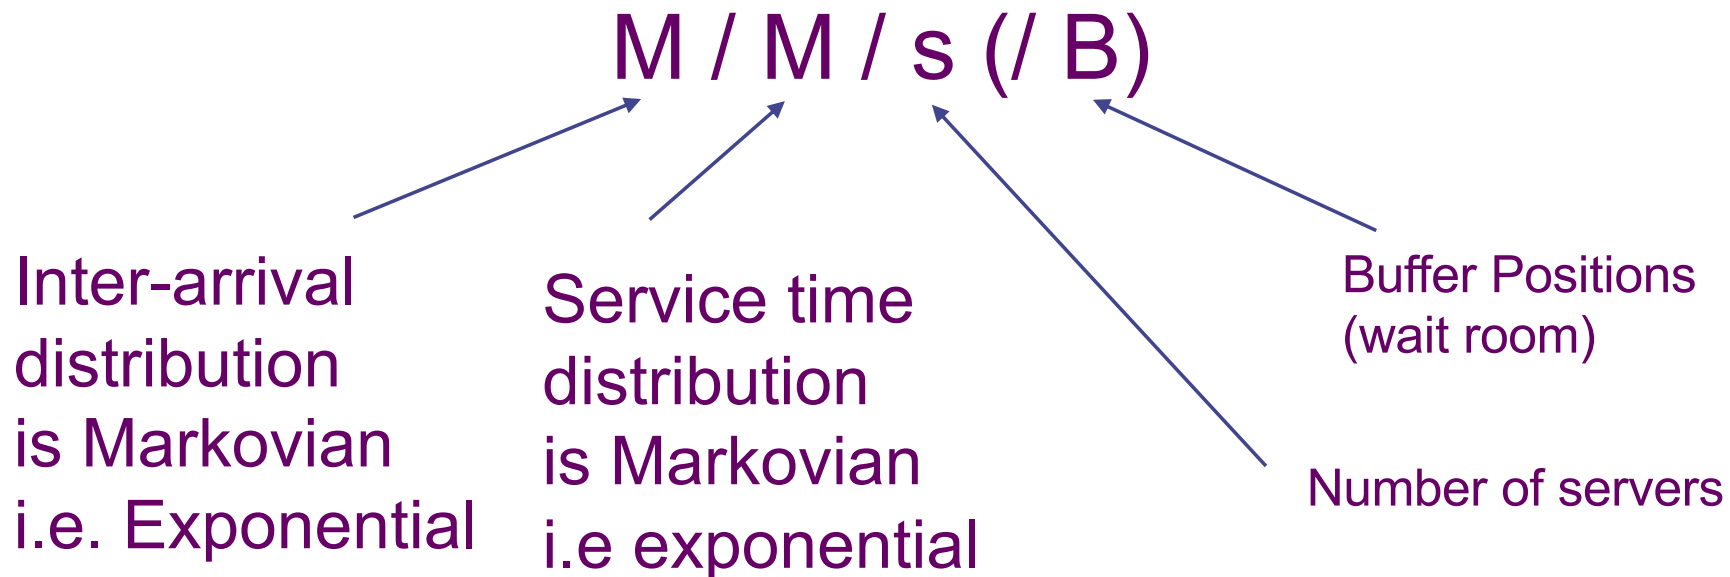 M / M / s (/ B)
Inter-arrival
distribution
is Markovian
i.e. Exponential
Service time
distribution
is Markovian
i.e exponential
Buffer Positions
(wait room)
Number of servers